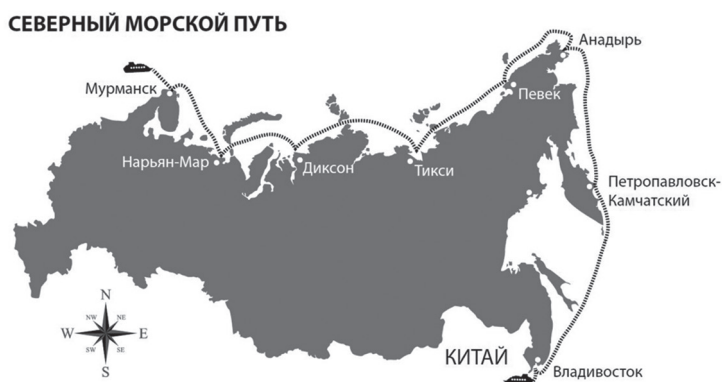 СЕВЕРНЫЙ МОРСКОЙ ПУТЬ
Анадырь
Мурманск
Певек
Нарьян-Мар
Диксон
Тикси
Петропавловск-
Камчатский
N
NW
NE
W
E
SW
SE
S
КИТАЙ
Владивосток